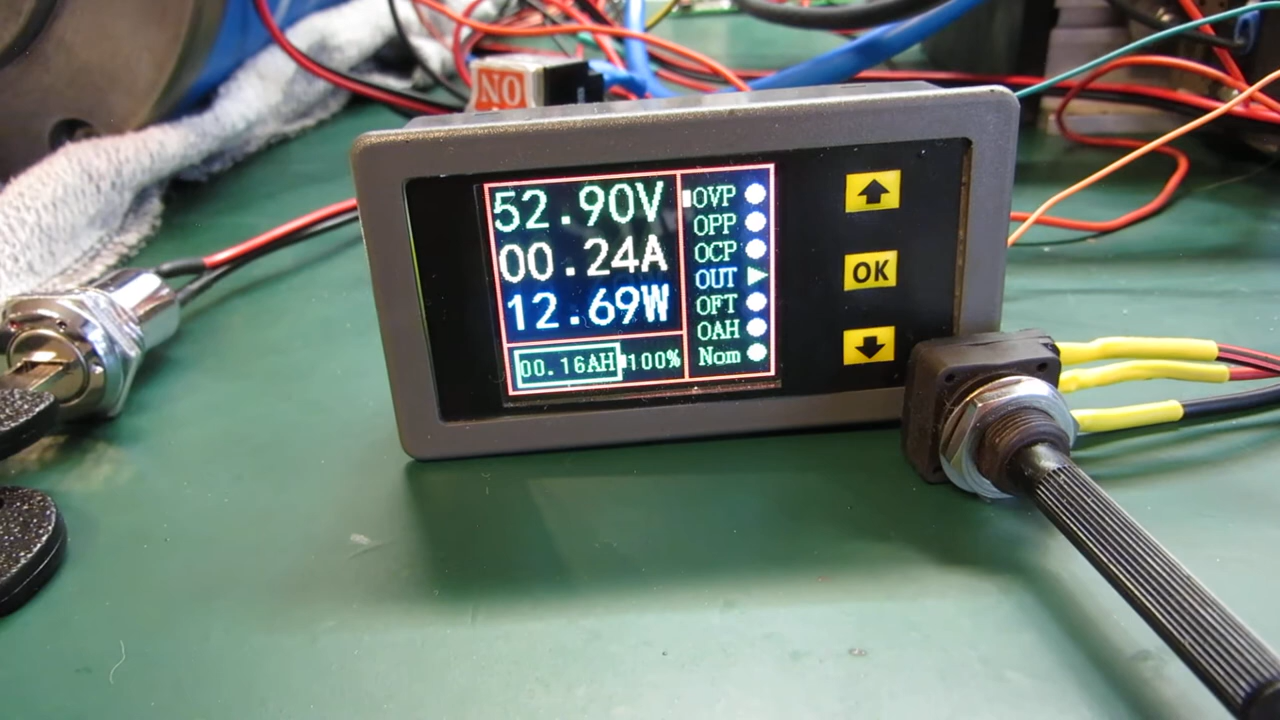 NO
52.90V
00.24A
12.69W
00.16AH 100%
OVP
OPP
OCP
OUT
OFT
OAH
Nom
OK